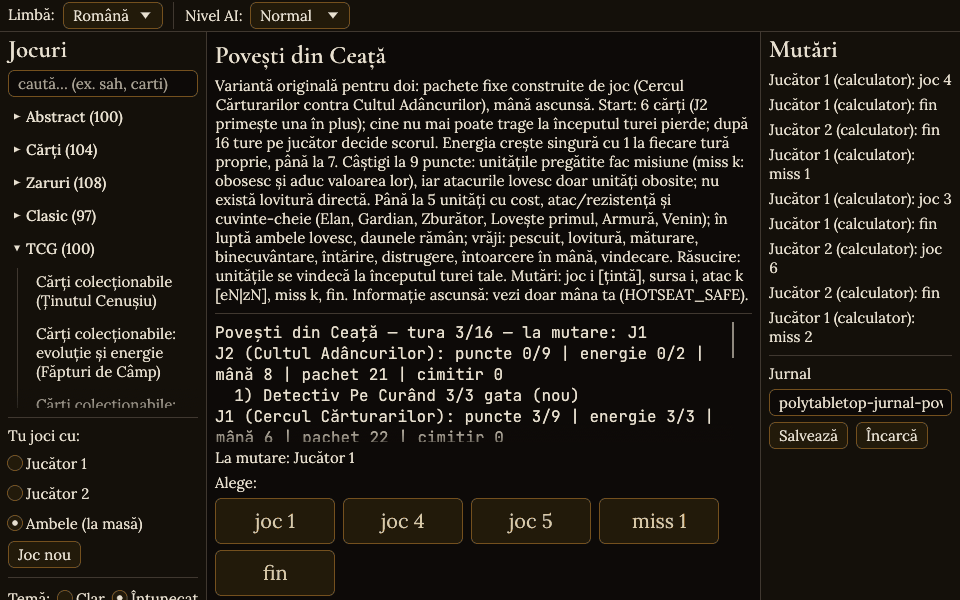 Limbă: Română ▼ Nivel AI: Normal ▼
Jocuri
caută... (ex. sah, carti)
▸ Abstract (100)
▸ Cărți (104)
▸ Zaruri (108)
▸ Clasic (97)
▾ TCG (100)
Cărți colecționabile
(Ținutul Cenușiu)
Cărți colecționabile:
evoluție și energie
(Făpturi de Câmp)
Cărți colecționabile:
Tu joci cu:
Jucător 1
Jucător 2
Ambele (la masă)
Joc nou
Temă: Clar Întunecat
Povești din Ceață
Variantă originală pentru doi: pachete fixe construite de joc (Cercul
Cărturarilor contra Cultul Adâncurilor), mână ascunsă. Start: 6 cărți (J2
primește una în plus); cine nu mai poate trage la începutul turei pierde; după
16 ture pe jucător decide scorul. Energia crește singură cu 1 la fiecare tură
proprie, până la 7. Câștigi la 9 puncte: unitățile pregătite fac misiune (miss k:
obosesc și aduc valoarea lor), iar atacurile lovesc doar unități obosite; nu
există lovitură directă. Până la 5 unități cu cost, atac/rezistență și
cuvinte-cheie (Elan, Gardian, Zburător, Lovește primul, Armură, Venin); în
luptă ambele lovesc, daunele rămân; vrăji: pescuit, lovitură, măturare,
binecuvântare, întărire, distrugere, întoarcere în mână, vindecare. Răsucire:
unitățile se vindecă la începutul turei tale. Mutări: joc i [țintă], sursa i, atac k
[eN|zN], miss k, fin. Informație ascunsă: vezi doar mâna ta (HOTSEAT_SAFE).
Povești din Ceață — tura 3/16 — la mutare: J1
J2 (Cultul Adâncurilor): puncte 0/9 | energie 0/2 |
mână 8 | pachet 21 | cimitir 0
1) Detectiv Pe Curând 3/3 gata (nou)
J1 (Cercul Cărturarilor): puncte 3/9 | energie 3/3 |
mână 6 | pachet 22 | cimitir 0
La mutare: Jucător 1
Alege:
joc 1 joc 4 joc 5 miss 1
fin
Mutări
Jucător 1 (calculator): joc 4
Jucător 1 (calculator): fin
Jucător 2 (calculator): fin
Jucător 1 (calculator):
miss 1
Jucător 1 (calculator): joc 3
Jucător 1 (calculator): fin
Jucător 2 (calculator): joc
6
Jucător 2 (calculator): fin
Jucător 1 (calculator):
miss 2
Jurnal
polytabletop-jurnal-pov
Salvează Încarcă